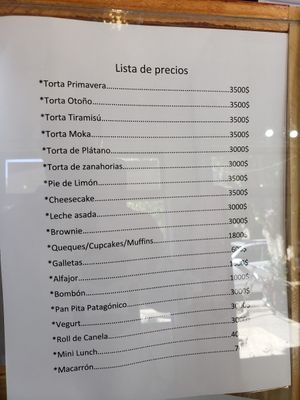 Lista de precios
*Torta Primavera 3500$
*Torta Otoño 3500$
*Torta Tiramisú 3500$
*Torta Moka 3500$
*Torta de Plátano 3000$
*Torta de zanahorias 3000$
*Pie de Limón 3500$
*Cheesecake 3500$
*Leche asada 3000$
*Brownie 3000$
*Queques/Cupcakes/Muffins 1800$
*Galletas
*Alfajor
*Bombón 1000$
*Pan Pita Patagónico 3000$
*Vegurt
*Roll de Canela
*Mini Lunch
*Macarrón